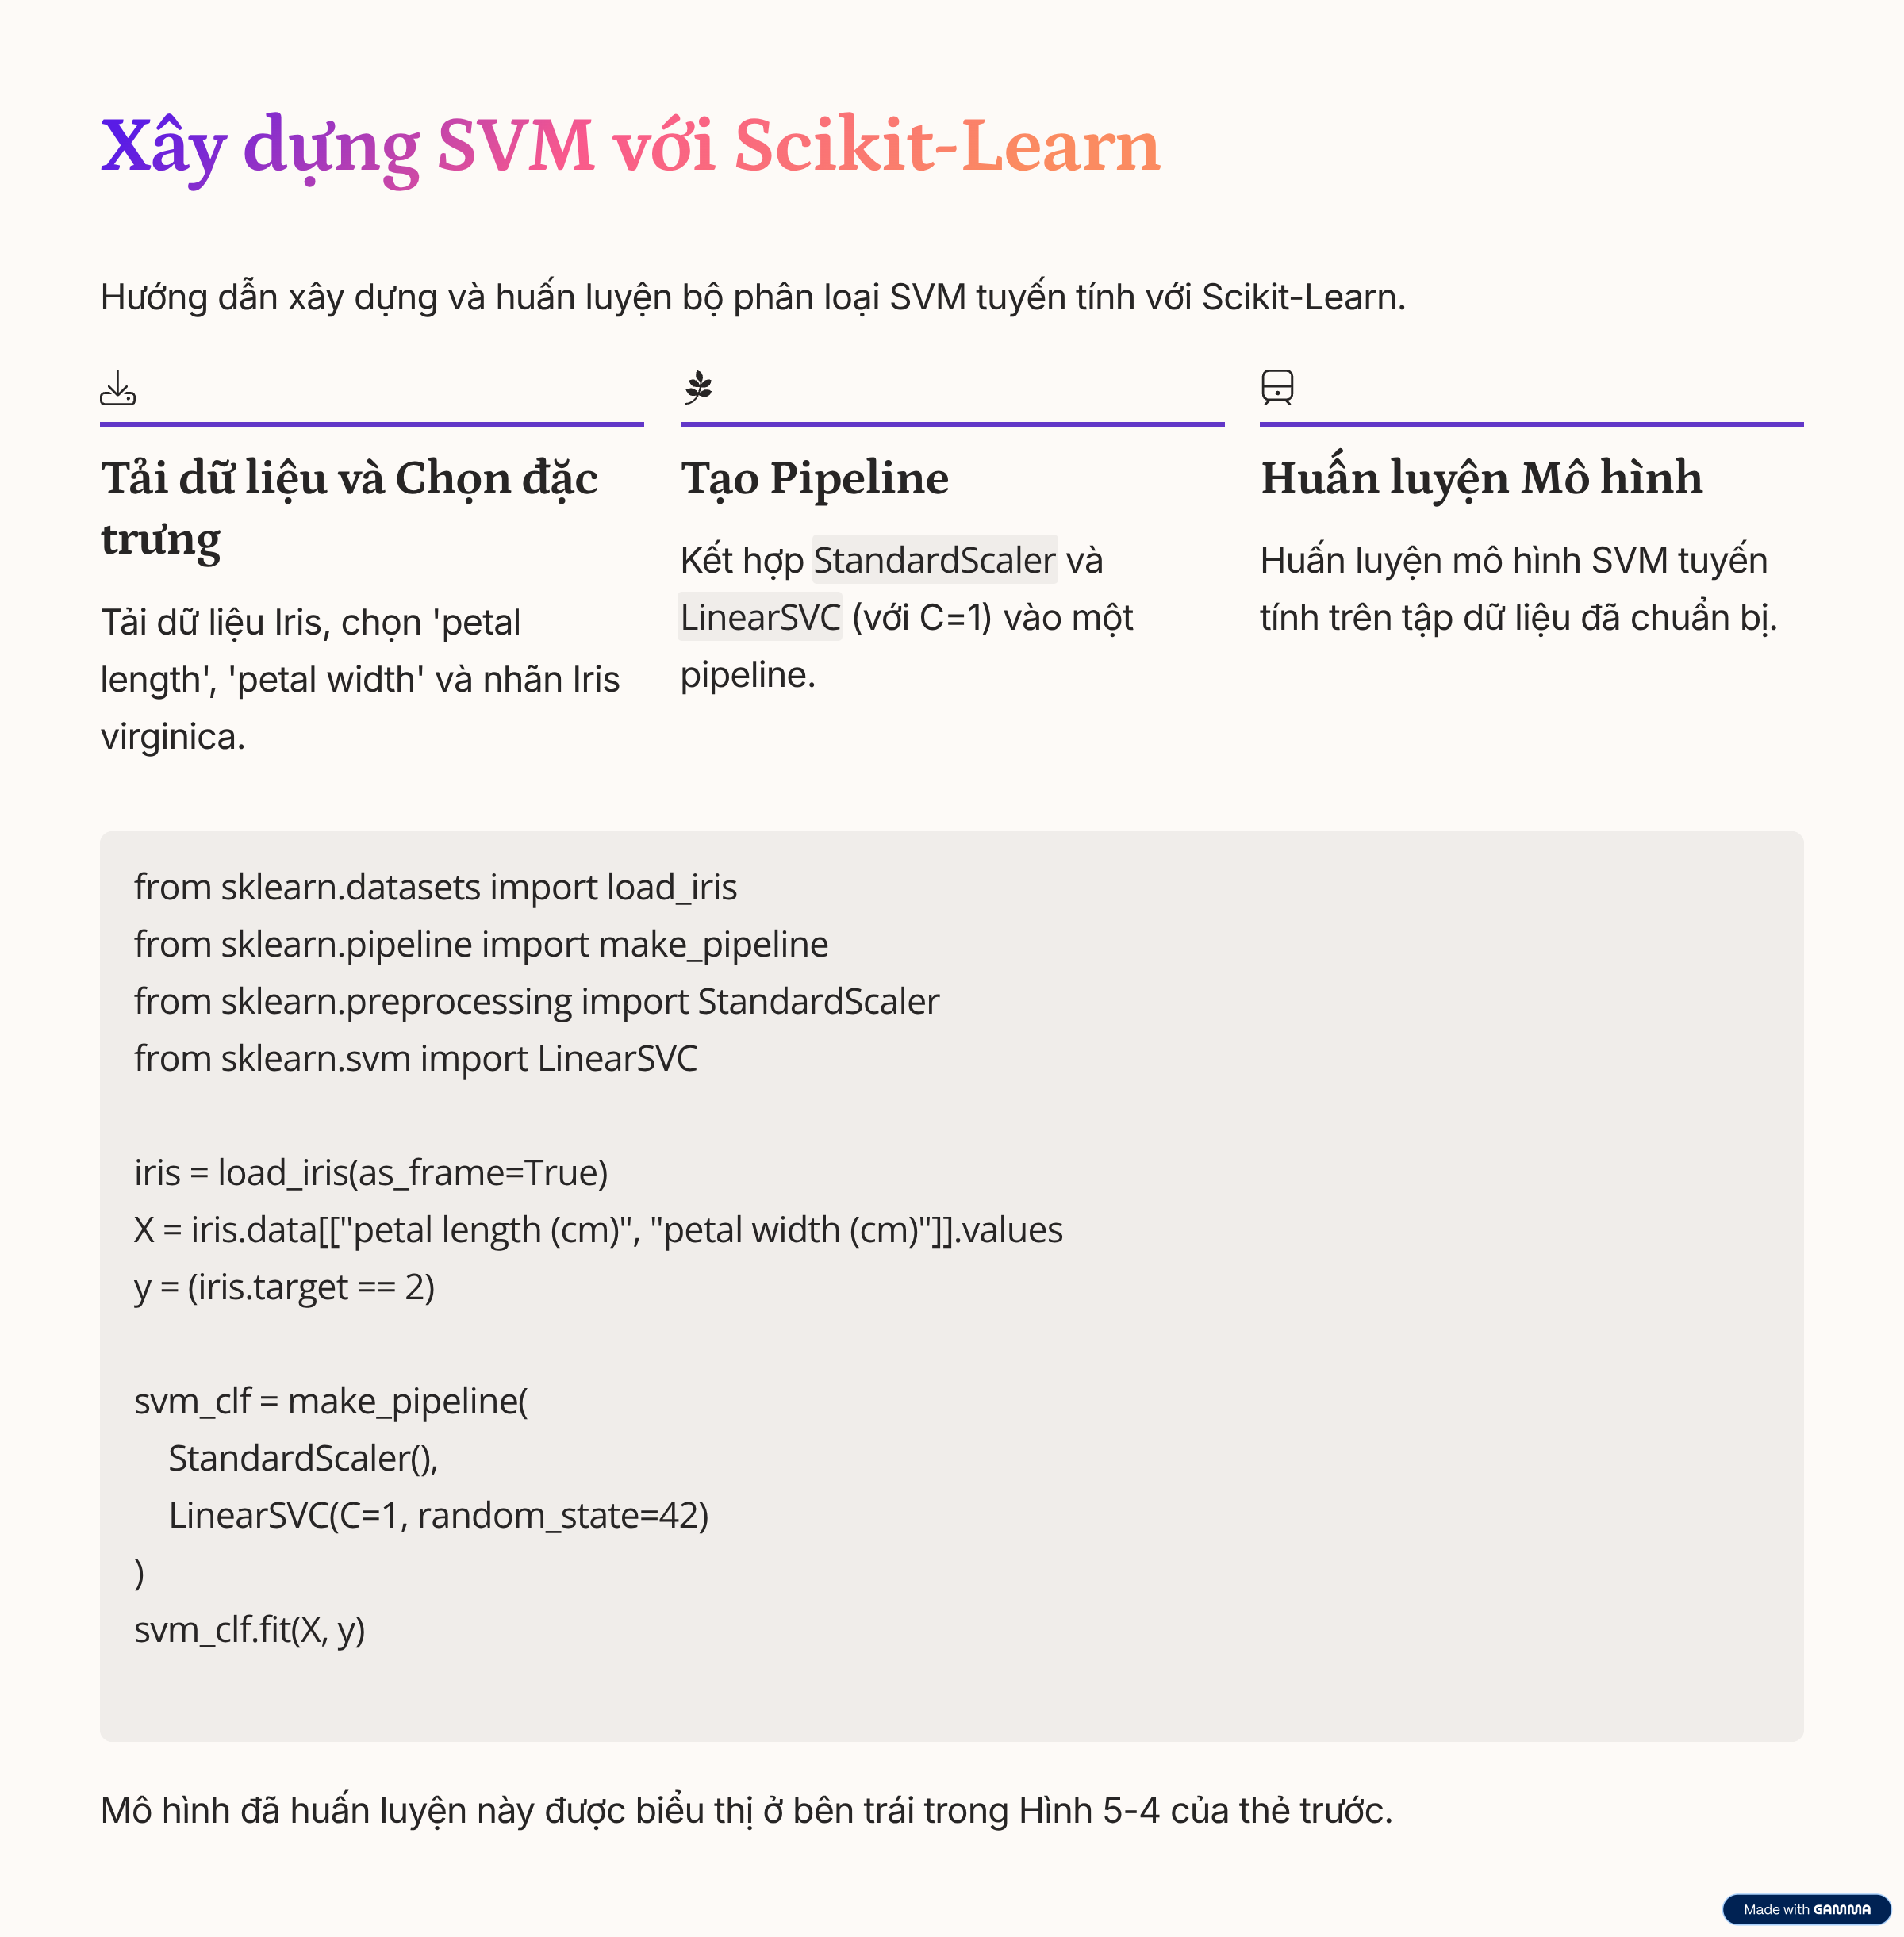 Xây dựng SVM với Scikit-Learn
Hướng dẫn xây dựng và huấn luyện bộ phân loại SVM tuyến tính với Scikit-Learn.
Tải dữ liệu và Chọn đặc
trưng
Tải dữ liệu Iris, chọn 'petal
length', 'petal width' và nhãn Iris
virginica.
Tạo Pipeline
Kết hợp StandardScaler và
LinearSVC (với C=1) vào một
pipeline.
Huấn luyện Mô hình
Huấn luyện mô hình SVM tuyến
tính trên tập dữ liệu đã chuẩn bị.
from sklearn.datasets import load_iris
from sklearn.pipeline import make_pipeline
from sklearn.preprocessing import StandardScaler
from sklearn.svm import LinearSVC
iris = load_iris(as_frame=True)
X = iris.data[["petal length (cm)", "petal width (cm)"]].values
y = (iris.target == 2)
svm_clf = make_pipeline(
    StandardScaler(),
    LinearSVC(C=1, random_state=42)
)
svm_clf.fit(X, y)
Mô hình đã huấn luyện này được biểu thị ở bên trái trong Hình 5-4 của thẻ trước.
Made with GAMMA